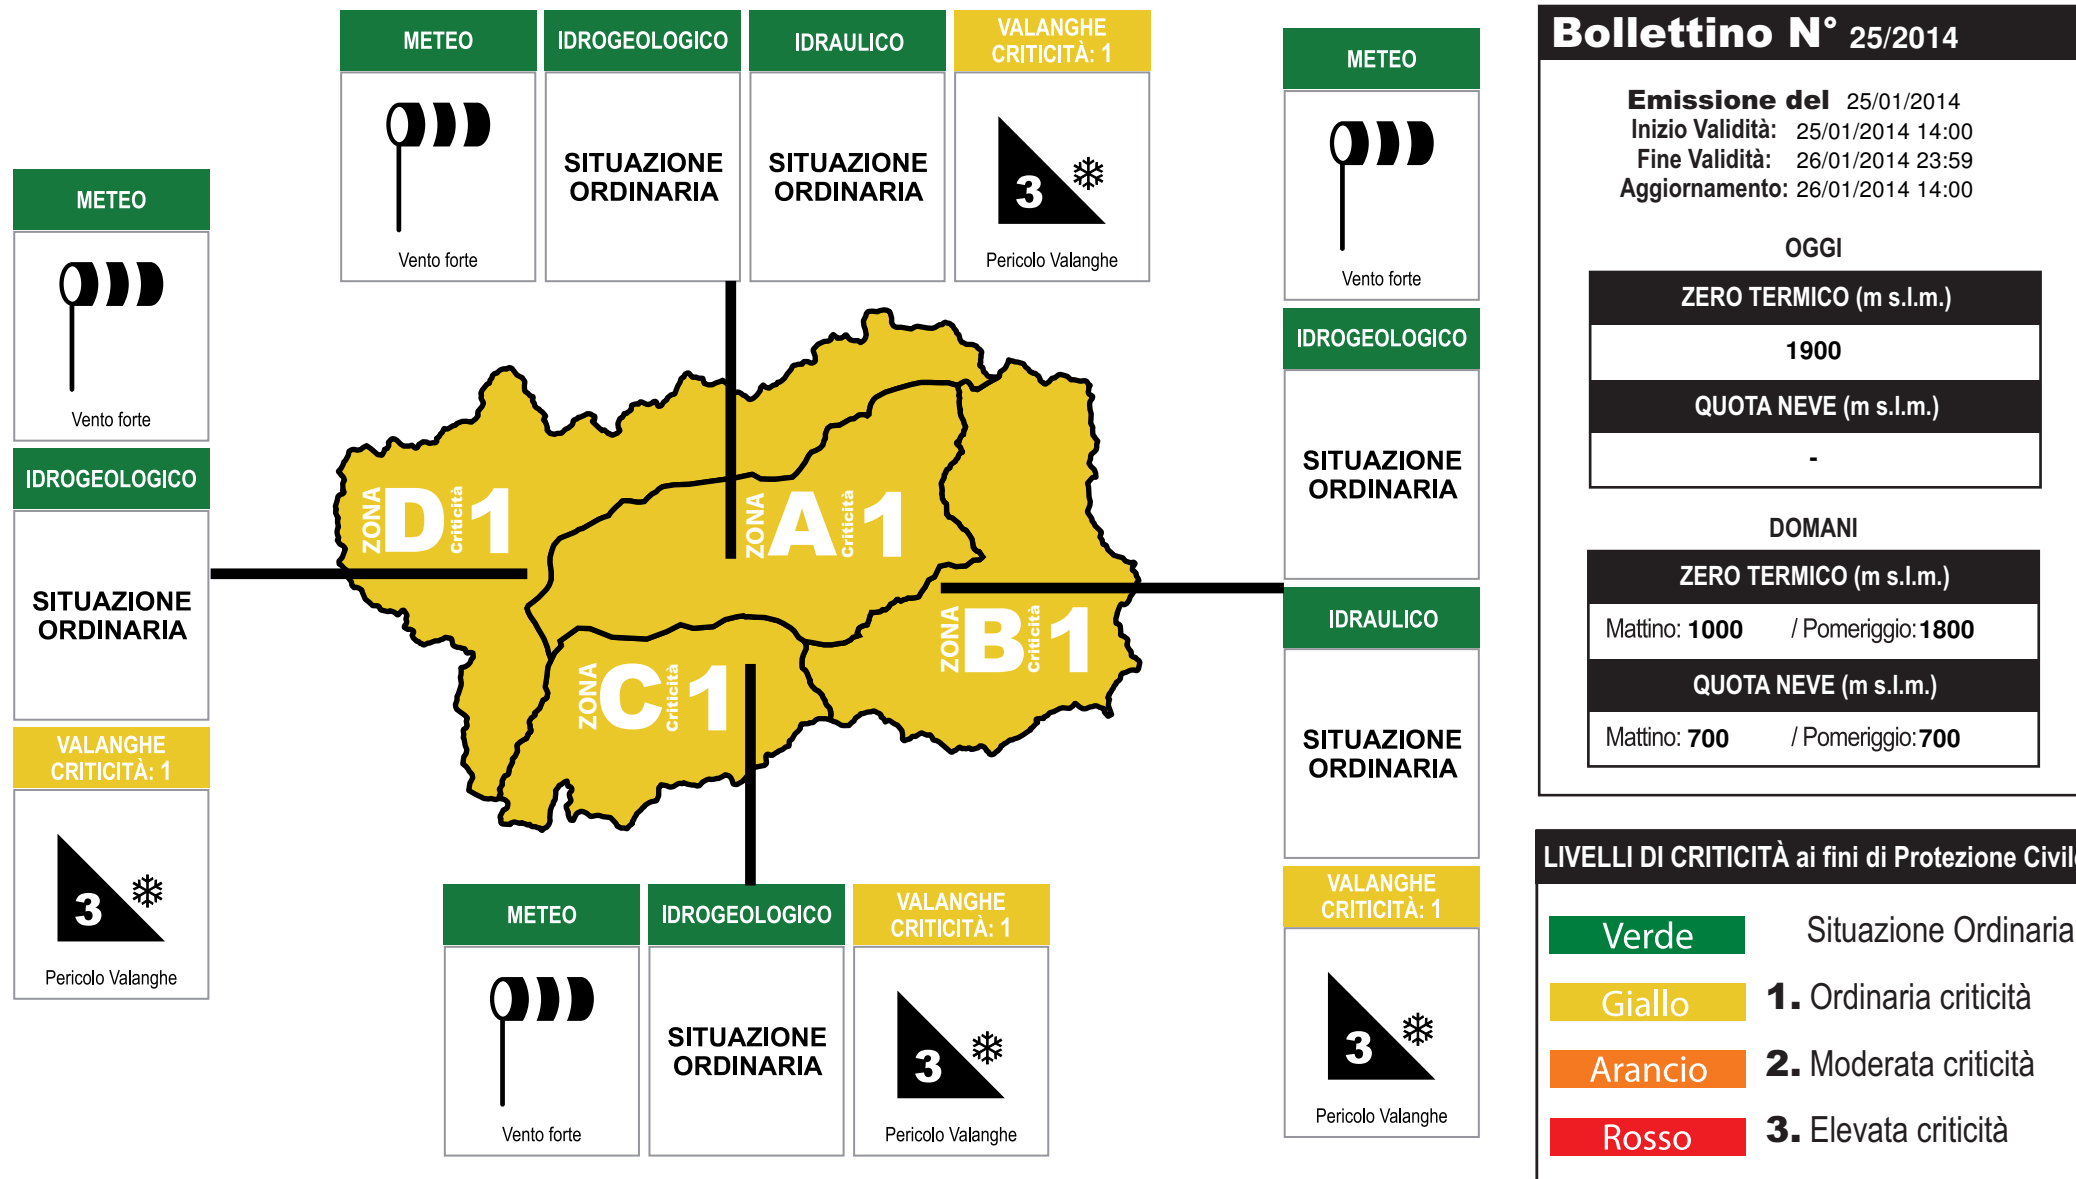 METEO
Vento forte
IDROGEOLOGICO
SITUAZIONE
ORDINARIA
IDRAULICO
SITUAZIONE
ORDINARIA
VALANGHE
CRITICITÀ: 1
3
Pericolo Valanghe
METEO
Vento forte
IDROGEOLOGICO
SITUAZIONE
ORDINARIA
VALANGHE
CRITICITÀ: 1
3
Pericolo Valanghe
ZONA D Criticità 1
ZONA A Criticità 1
ZONA B Criticità 1
ZONA C Criticità 1
METEO
Vento forte
IDROGEOLOGICO
SITUAZIONE
ORDINARIA
VALANGHE
CRITICITÀ: 1
3
Pericolo Valanghe
METEO
Vento forte
IDROGEOLOGICO
SITUAZIONE
ORDINARIA
IDRAULICO
SITUAZIONE
ORDINARIA
VALANGHE
CRITICITÀ: 1
3
Pericolo Valanghe
Bollettino N° 25/2014
Emissione del 25/01/2014
Inizio Validità: 25/01/2014 14:00
Fine Validità: 26/01/2014 23:59
Aggiornamento: 26/01/2014 14:00
OGGI
ZERO TERMICO (m s.l.m.)
1900
QUOTA NEVE (m s.l.m.)
-
DOMANI
ZERO TERMICO (m s.l.m.)
Mattino: 1000 / Pomeriggio: 1800
QUOTA NEVE (m s.l.m.)
Mattino: 700 / Pomeriggio: 700
LIVELLI DI CRITICITÀ ai fini di Protezione Civile
Verde Situazione Ordinaria
Giallo 1. Ordinaria criticità
Arancio 2. Moderata criticità
Rosso 3. Elevata criticità